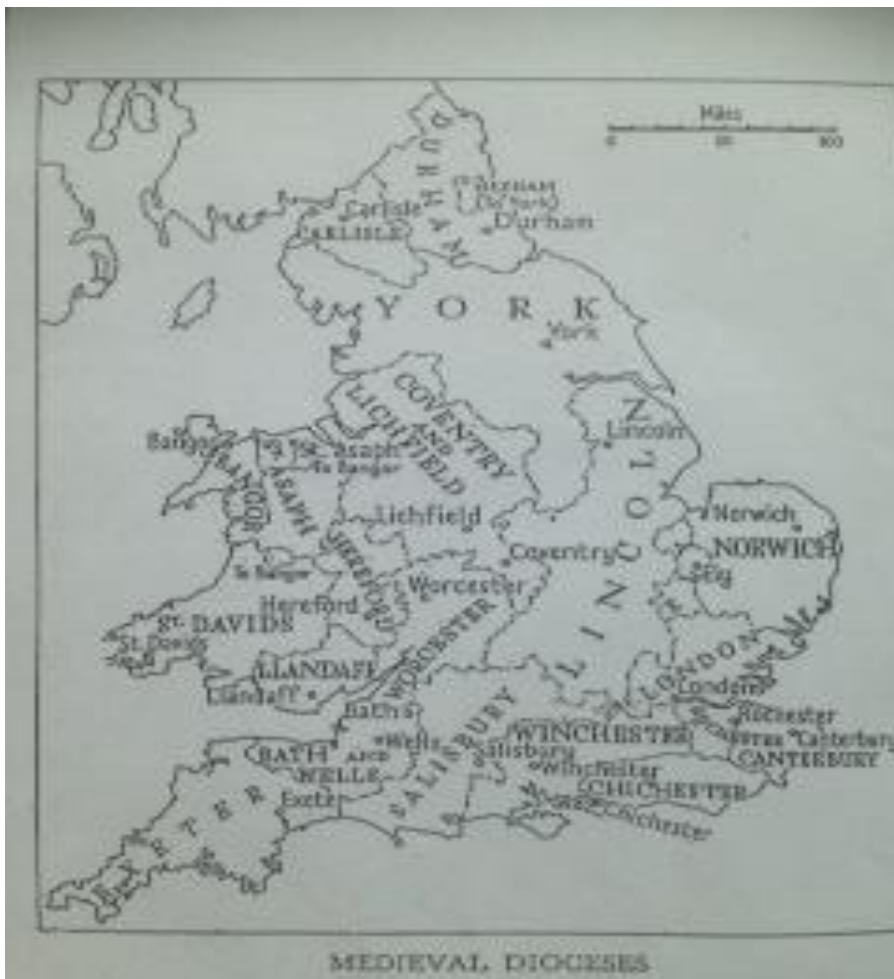 Miles
0 50 100
DURHAM
HEXHAM
(To York)
Carlisle
CARLISLE
Durham
YORK
York
COVENTRY
AND
LICHFIELD
LINCOLN
Lincoln
Bangor
BANGOR
St. Asaph
To Bangor
ASAPH
Lichfield
Norwich
NORWICH
Coventry
Ely
HEREFORD
To Bangor
Worcester
Hereford
WORCESTER
St. DAVIDS
St. Davids
LLANDAFF
Llandaff
LONDON
London
Bath
Rochester
Canterbury
CANTERBURY
SALISBURY
WINCHESTER
BATH AND
WELLS
Wells
Salisbury
Winchester
CHICHESTER
Chichester
EXETER
Exeter
MEDIEVAL DIOCESES